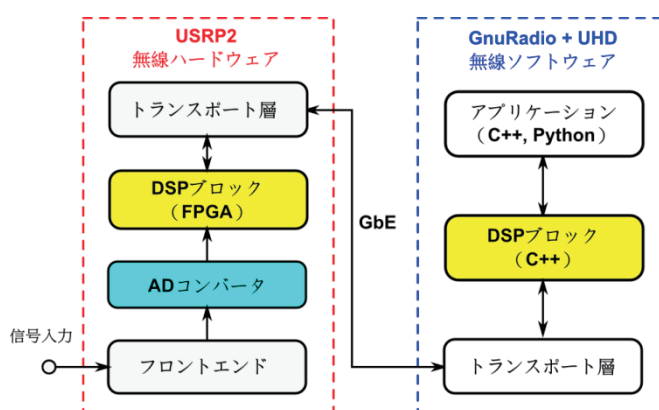 USRP2
無線ハードウェア
トランスポート層
DSPブロック
(FPGA)
ADコンバータ
信号入力
フロントエンド
GbE
GnuRadio + UHD
無線ソフトウェア
アプリケーション
(C++, Python)
DSPブロック
(C++)
トランスポート層